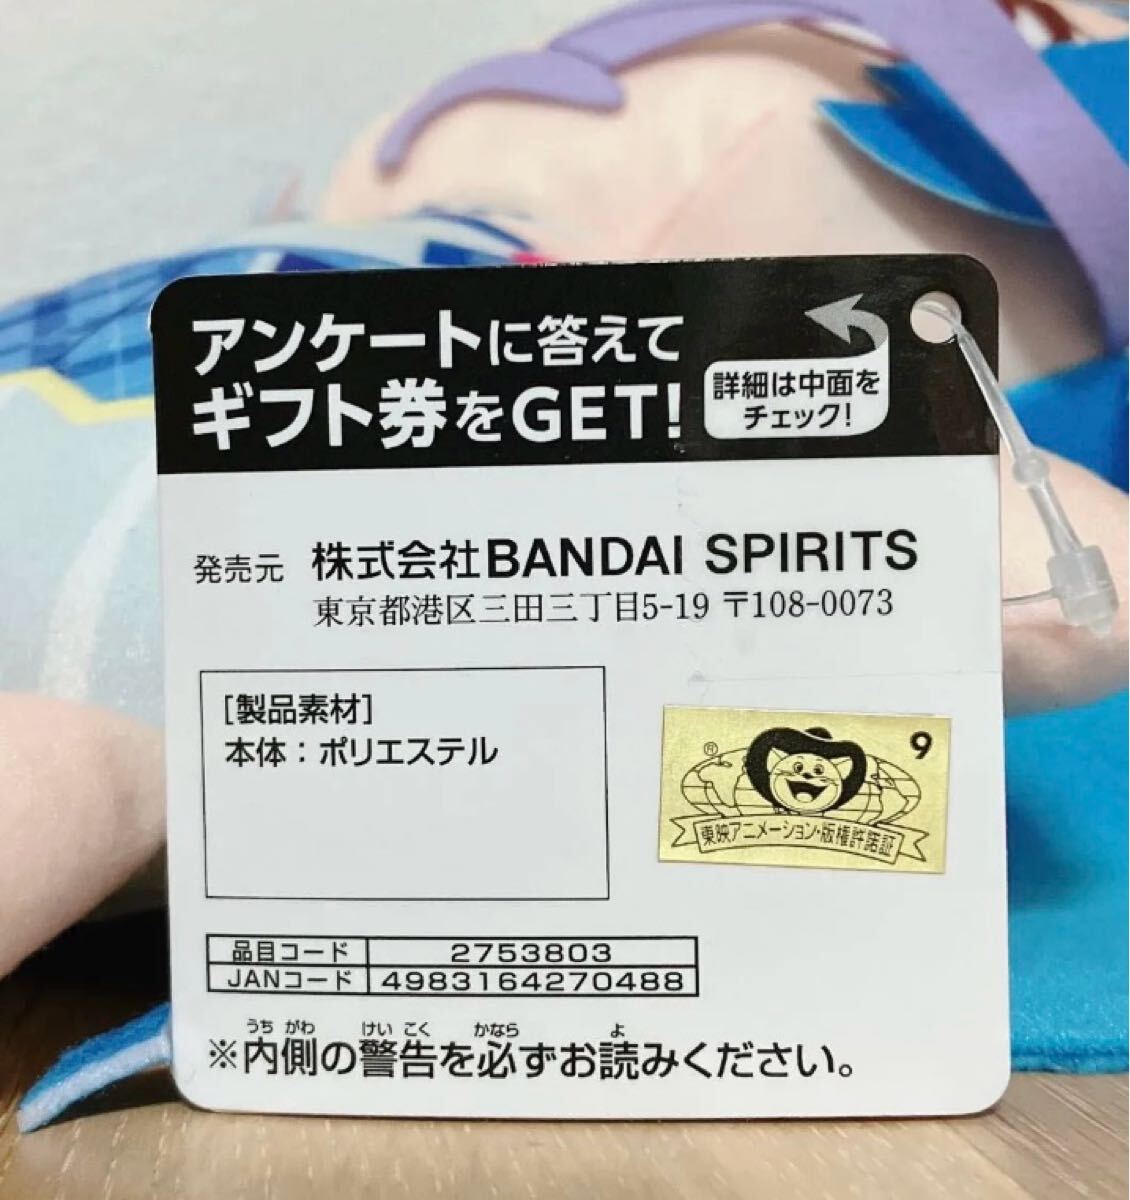 アンケートに答えて
ギフト券をGET!
詳細は中面を
チェック!
発売元 株式会社BANDAI SPIRITS
東京都港区三田三丁目5-19 〒108-0073
[製品素材]
本体：ポリエステル
® 9
東映アニメーション・版権許諾証
品目コード 2753803
JANコード 4983164270488
うち がわ けい こく かなら よ
※内側の警告を必ずお読みください。